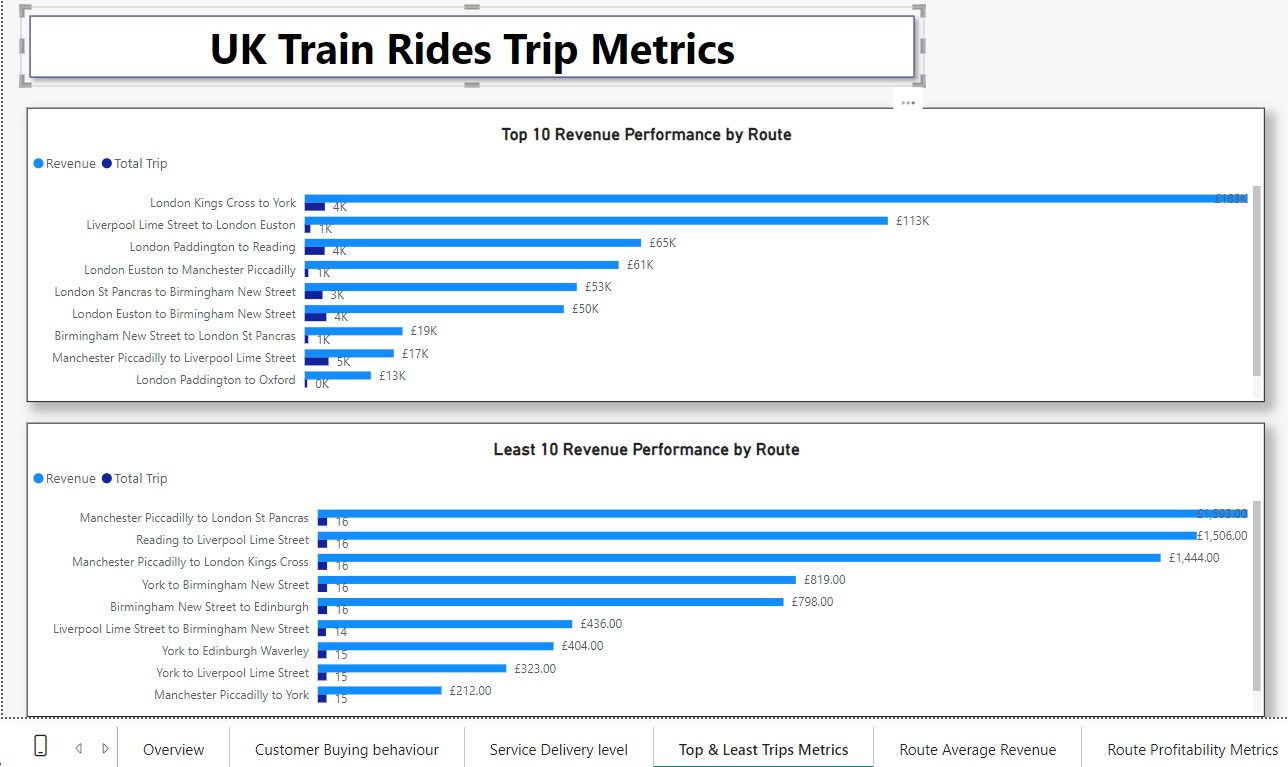 UK Train Rides Trip Metrics
Top 10 Revenue Performance by Route
Revenue Total Trip
London Kings Cross to York £183K 4K
Liverpool Lime Street to London Euston £113K 1K
London Paddington to Reading £65K 4K
London Euston to Manchester Piccadilly £61K 1K
London St Pancras to Birmingham New Street £53K 3K
London Euston to Birmingham New Street £50K 4K
Birmingham New Street to London St Pancras £19K 1K
Manchester Piccadilly to Liverpool Lime Street £17K 5K
London Paddington to Oxford £13K 0K
Least 10 Revenue Performance by Route
Revenue Total Trip
Manchester Piccadilly to London St Pancras £1,593.00 16
Reading to Liverpool Lime Street £1,506.00 16
Manchester Piccadilly to London Kings Cross £1,444.00 16
York to Birmingham New Street £819.00 16
Birmingham New Street to Edinburgh £798.00 16
Liverpool Lime Street to Birmingham New Street £436.00 14
York to Edinburgh Waverley £404.00 15
York to Liverpool Lime Street £323.00 15
Manchester Piccadilly to York £212.00 15
Overview Customer Buying behaviour Service Delivery level Top & Least Trips Metrics Route Average Revenue Route Profitability Metrics